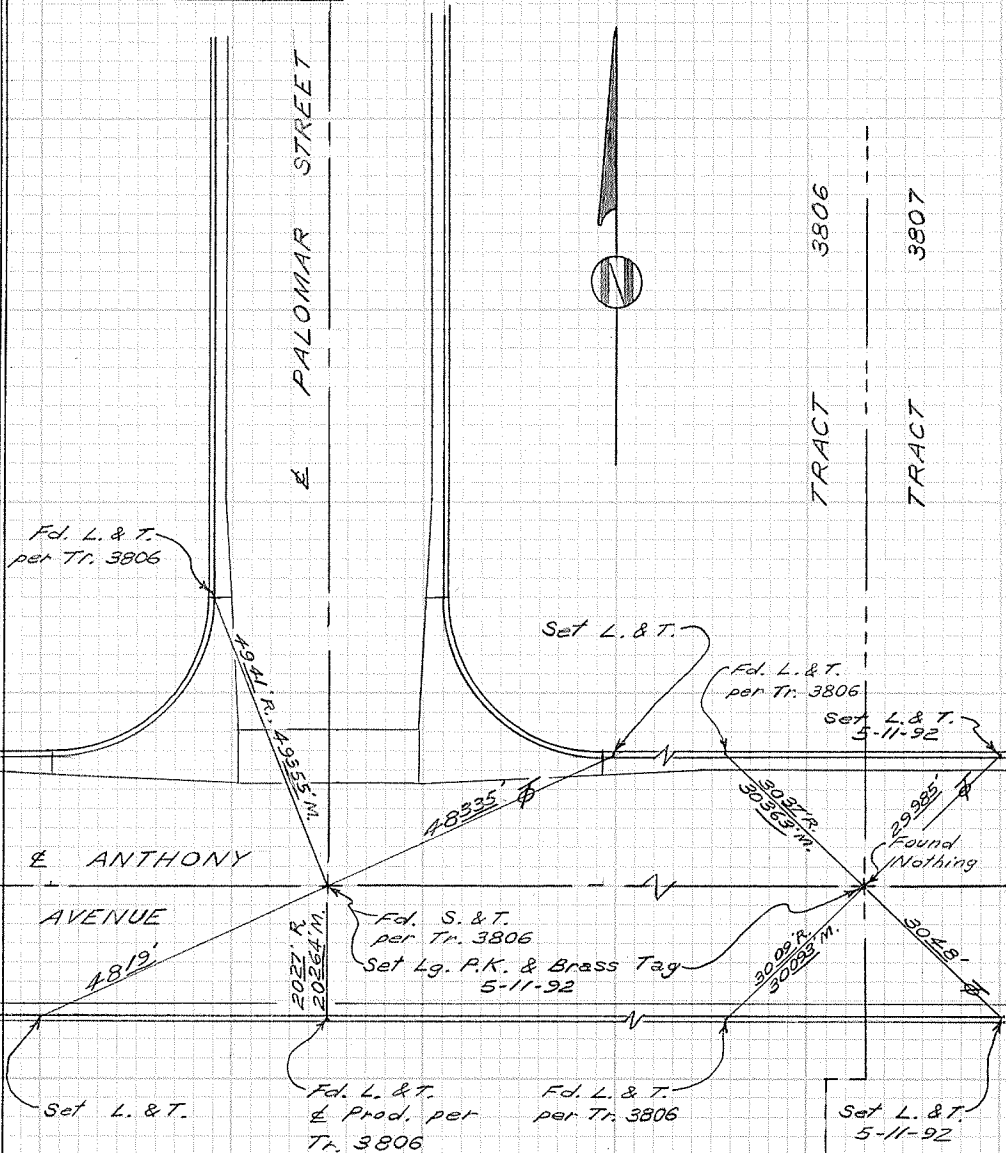 ℄ PALOMAR STREET
TRACT 3806
TRACT 3807
N
Fd. L. & T.
per Tr. 3806
Set L. & T.
Fd. L. & T.
per Tr. 3806
Set L. & T.
5-11-92
49.41' R., 49.355' M.
48.335'
30.37' R.
30.363' M.
29.985'
Found
Nothing
℄ ANTHONY
AVENUE
Fd. S. & T.
per Tr. 3806
Set Lg. P.K. & Brass Tag
5-11-92
48.19'
20.27' R.
20.264' M.
30.09' R.
30.093' M.
30.48'
Set L. & T.
Fd. L. & T.
℄ Prod. per
Tr. 3806
Fd. L. & T.
per Tr. 3806
Set L. & T.
5-11-92